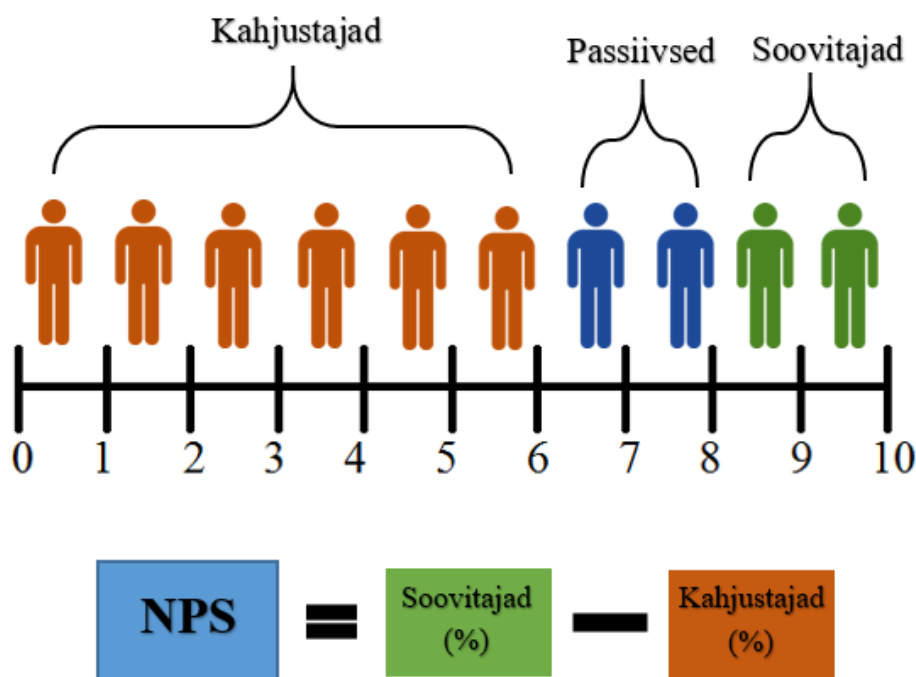 Kahjustajad
Passiivsed
Soovitajad
0 1 2 3 4 5 6 7 8 9 10
NPS = Soovitajad (%) — Kahjustajad (%)